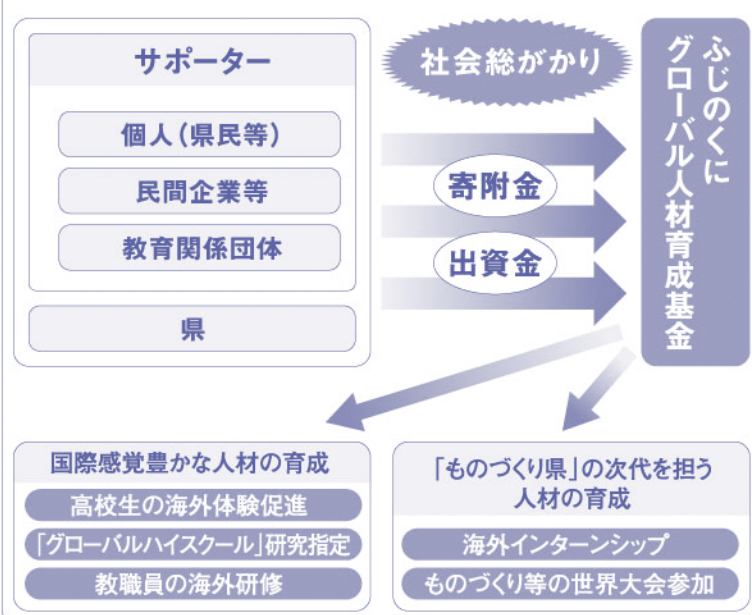 サポーター
個人（県民等）
民間企業等
教育関係団体
県
社会総がかり
寄附金
出資金
ふじのくに
グローバル人材育成基金
国際感覚豊かな人材の育成
高校生の海外体験促進
「グローバルハイスクール」研究指定
教職員の海外研修
「ものづくり県」の次代を担う
人材の育成
海外インターンシップ
ものづくり等の世界大会参加